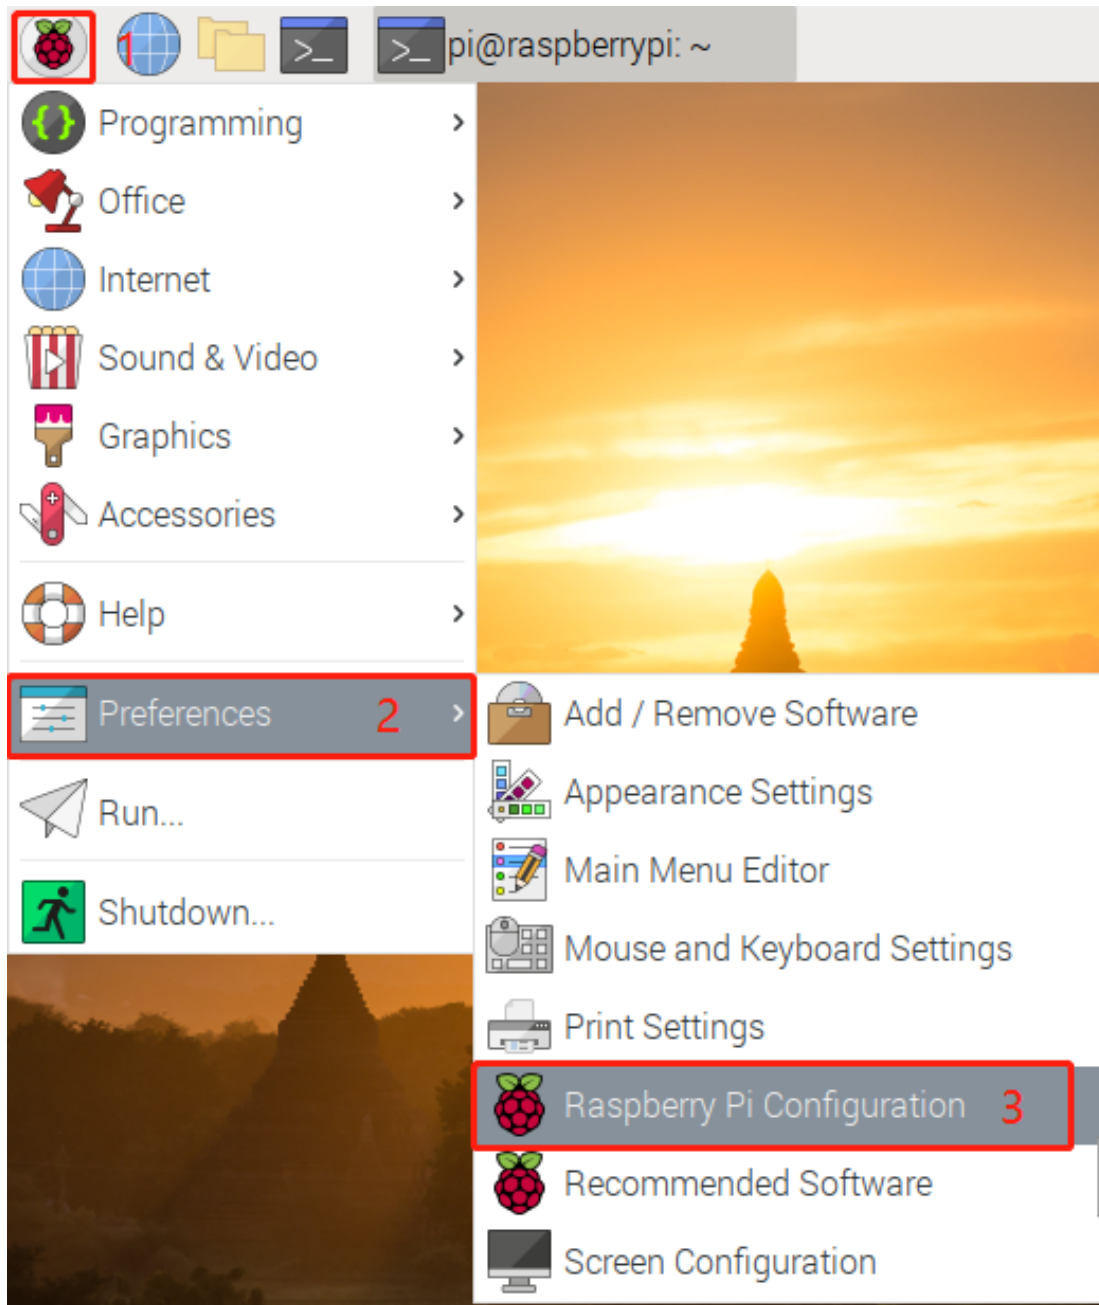 1
>_
>_ pi@raspberrypi: ~
{} Programming
Office
Internet
Sound & Video
Graphics
Accessories
Help
Preferences 2
Run...
Shutdown...
Add / Remove Software
Appearance Settings
Main Menu Editor
Mouse and Keyboard Settings
Print Settings
Raspberry Pi Configuration 3
Recommended Software
Screen Configuration